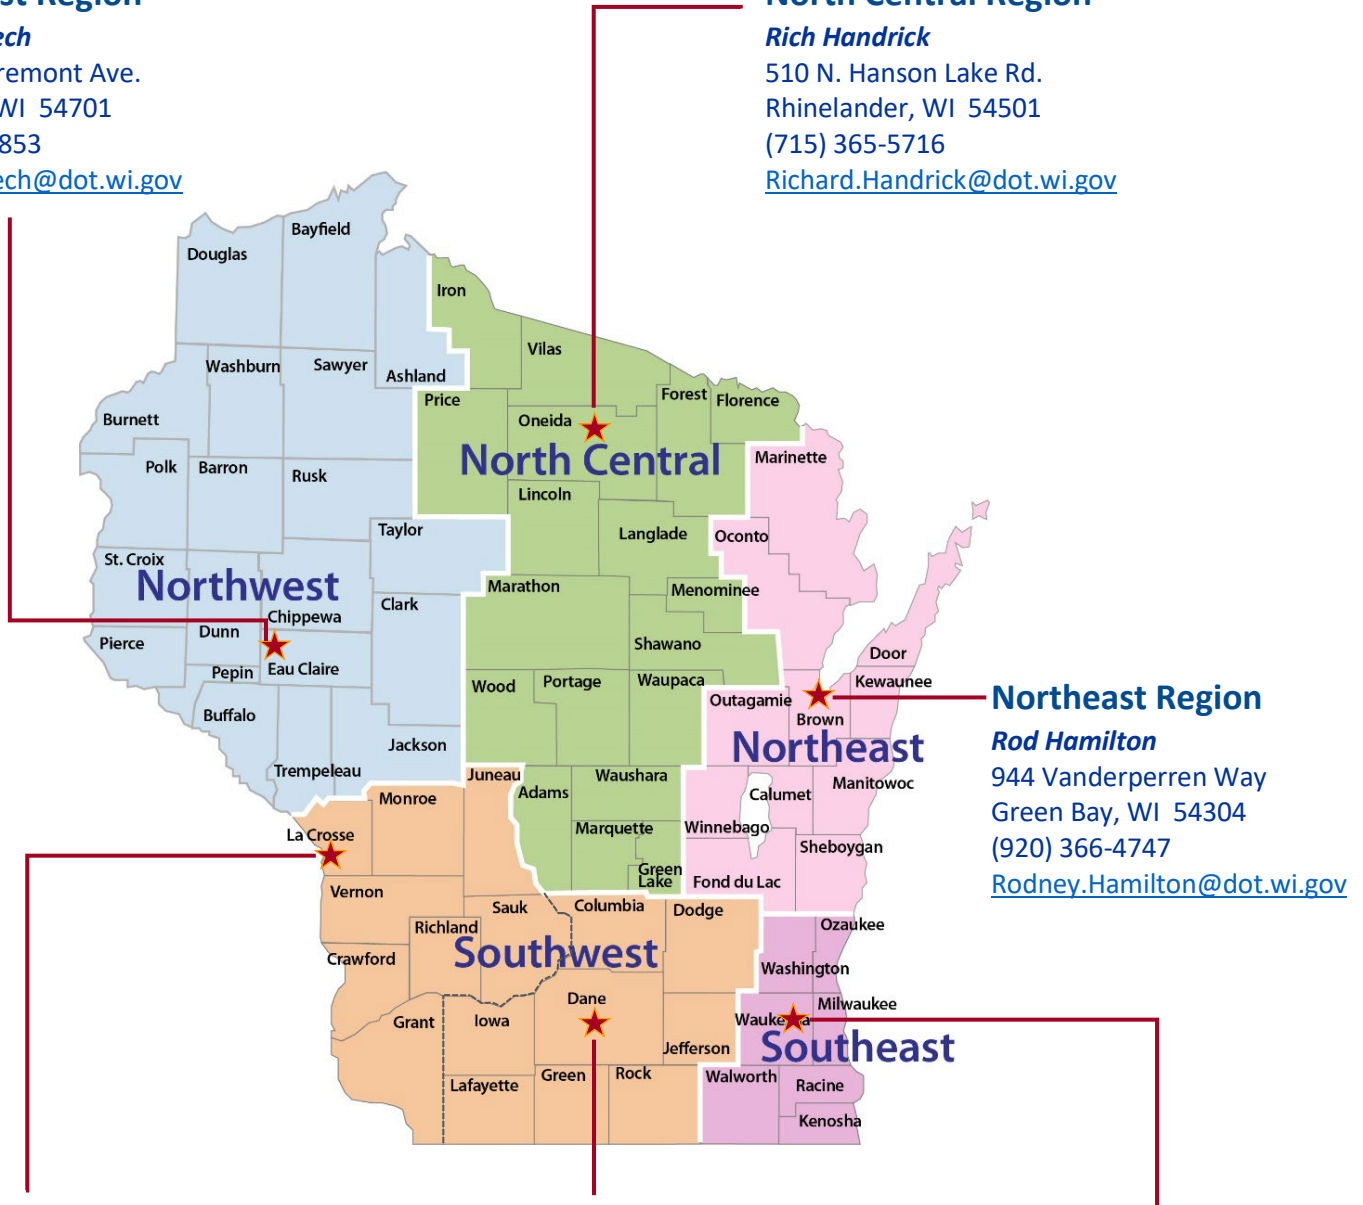 st Region
ech
remont Ave.
WI 54701
853
ech@dot.wi.gov
North Central Region
Rich Handrick
510 N. Hanson Lake Rd.
Rhinelander, WI 54501
(715) 365-5716
Richard.Handrick@dot.wi.gov
Bayfield
Douglas
Iron
Vilas
Washburn
Sawyer
Ashland
Price
Forest
Florence
Burnett
Oneida
North Central
Marinette
Polk
Barron
Rusk
Lincoln
Taylor
Langlade
Oconto
St. Croix
Northwest
Marathon
Menominee
Clark
Chippewa
Dunn
Pierce
Shawano
Door
Eau Claire
Pepin
Wood
Portage
Waupaca
Kewaunee
Outagamie
Buffalo
Brown
Northeast
Jackson
Trempeleau
Juneau
Waushara
Manitowoc
Adams
Calumet
Monroe
La Crosse
Marquette
Winnebago
Sheboygan
Green
Lake
Fond du Lac
Vernon
Sauk
Columbia
Dodge
Richland
Ozaukee
Southwest
Crawford
Washington
Dane
Milwaukee
Grant
Iowa
Southeast
Jefferson
Lafayette
Green
Rock
Walworth
Racine
Kenosha
Northeast Region
Rod Hamilton
944 Vanderperren Way
Green Bay, WI 54304
(920) 366-4747
Rodney.Hamilton@dot.wi.gov